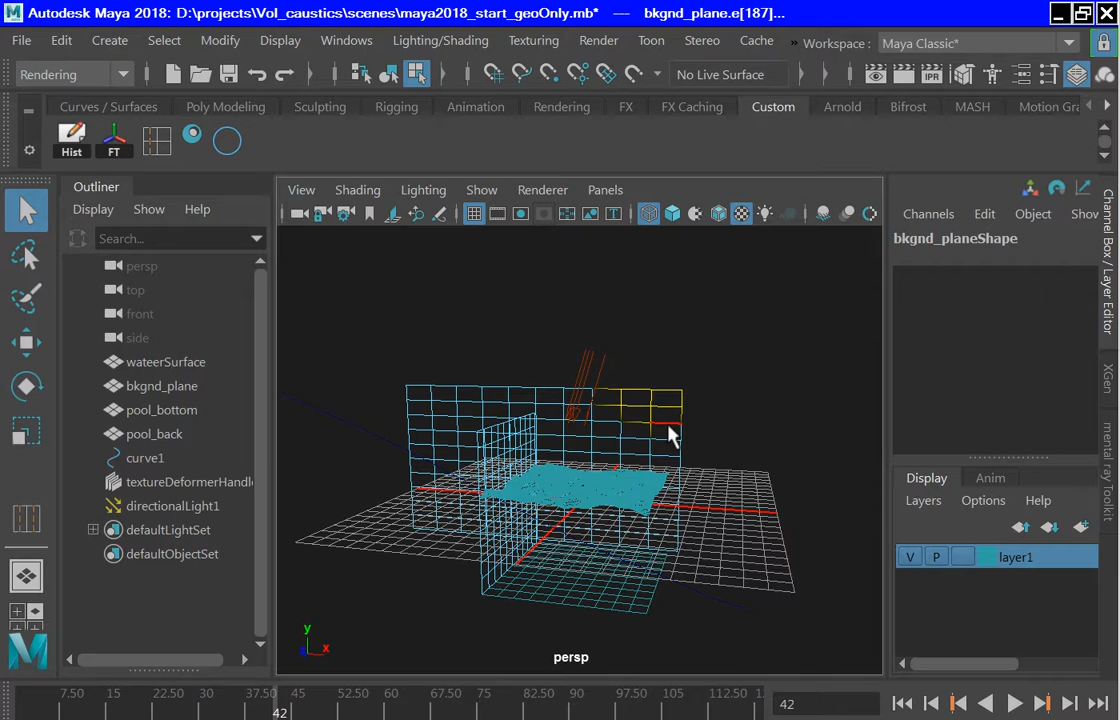 Autodesk Maya 2018: D:\projects\Vol_caustics\scenes\maya2018_start_geoOnly.mb* --- bkgnd_plane.e[187]...
File Edit Create Select Modify Display Windows Lighting/Shading Texturing Render Toon Stereo Cache » Workspace: Maya Classic*
Rendering No Live Surface IPR
Curves / Surfaces Poly Modeling Sculpting Rigging Animation Rendering FX FX Caching Custom Arnold Bifrost MASH Motion Gra
Hist FT
Outliner
Display Show Help
Search...
persp
top
front
side
wateerSurface
bkgnd_plane
pool_bottom
pool_back
curve1
textureDeformerHandle
directionalLight1
defaultLightSet
defaultObjectSet
View Shading Lighting Show Renderer Panels
y
z x
persp
Channels Edit Object Show
bkgnd_planeShape
Display Anim
Layers Options Help
V P layer1
Channel Box / Layer Editor
XGen
mental ray Toolkit
7.50 15 22.50 30 37.50 45 52.50 60 67.50 75 82.50 90 97.50 105 112.50 12
42
42